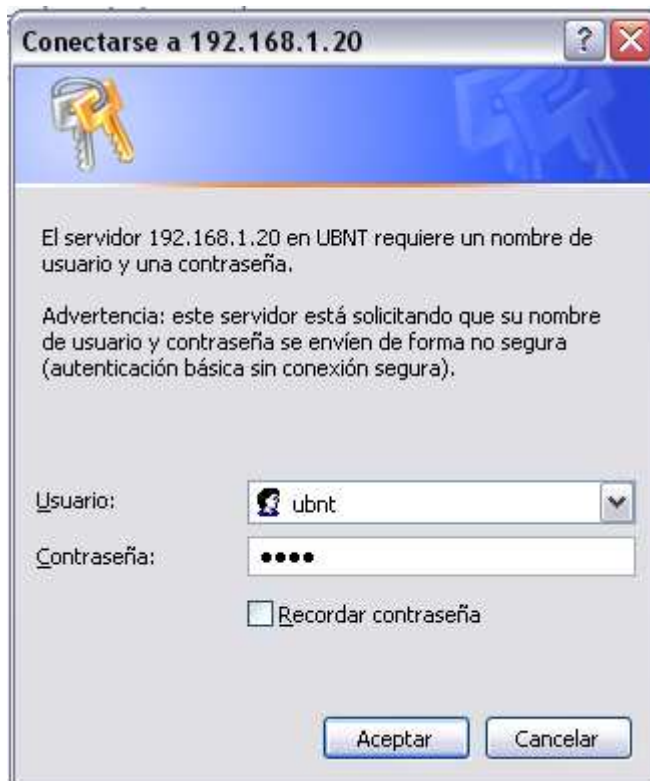 Conectarse a 192.168.1.20
El servidor 192.168.1.20 en UBNT requiere un nombre de
usuario y una contraseña.
Advertencia: este servidor está solicitando que su nombre
de usuario y contraseña se envíen de forma no segura
(autenticación básica sin conexión segura).
Usuario: ubnt
Contraseña: ••••
Recordar contraseña
Aceptar Cancelar